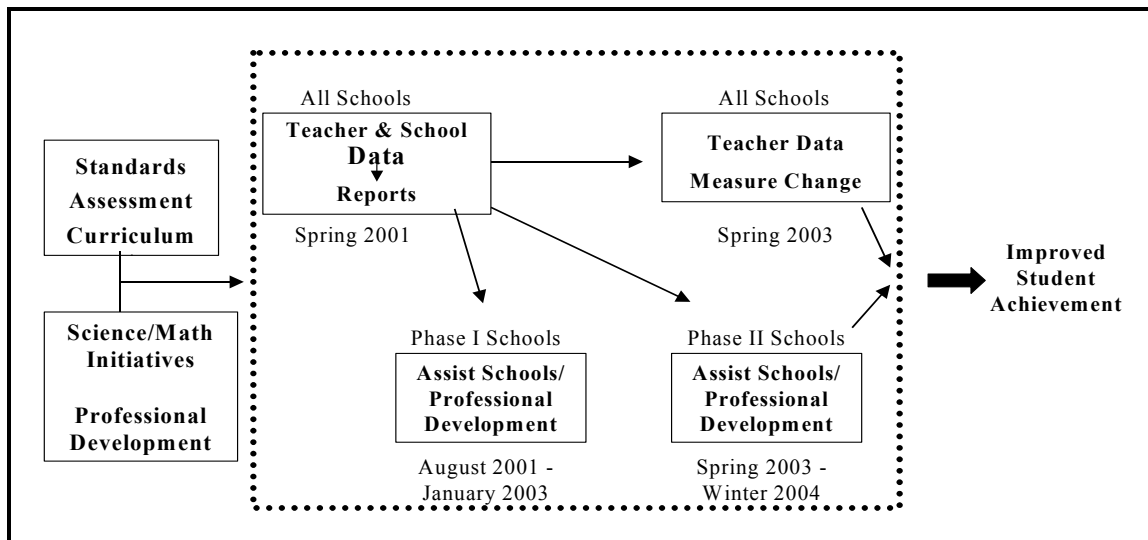 Standards
Assessment
Curriculum
Science/Math
Initiatives
Professional
Development
All Schools
Teacher & School
Data
Reports
Spring 2001
All Schools
Teacher Data
Measure Change
Spring 2003
Phase I Schools
Assist Schools/
Professional
Development
August 2001 -
January 2003
Phase II Schools
Assist Schools/
Professional
Development
Spring 2003 -
Winter 2004
Improved
Student
Achievement